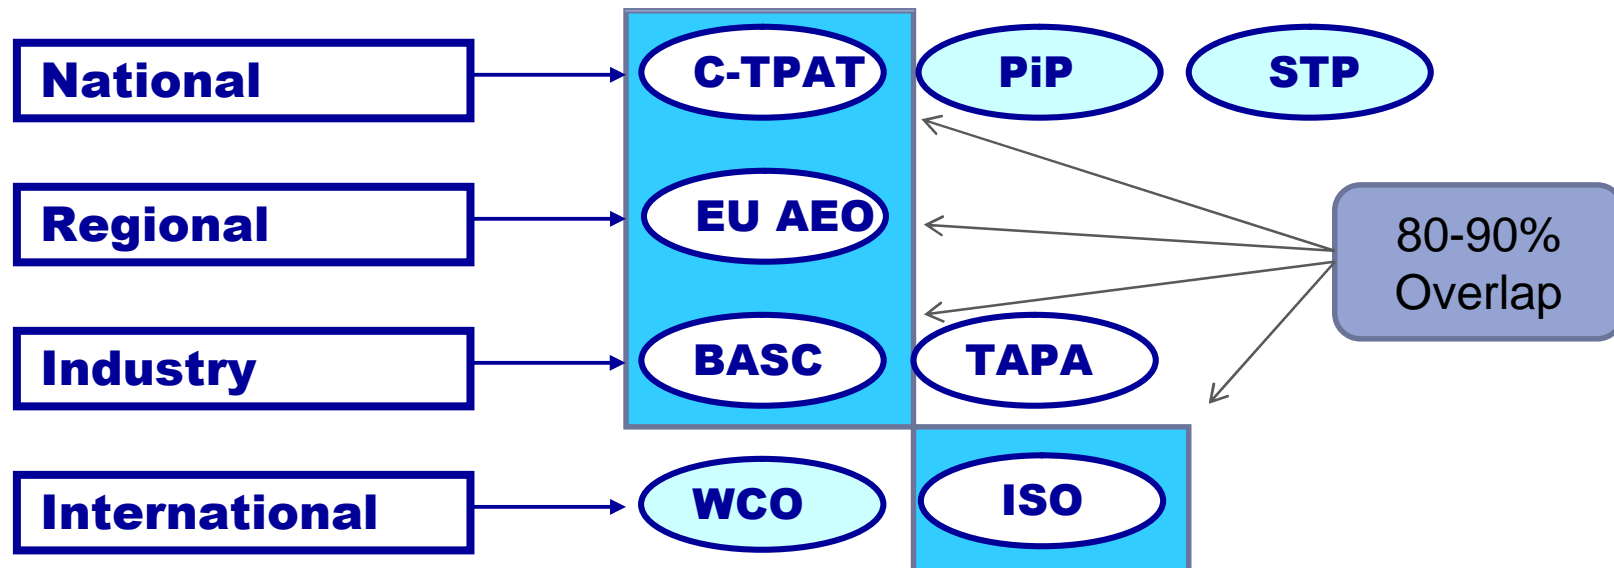 National
C-TPAT
PiP
STP
Regional
EU AEO
80-90%
Overlap
Industry
BASC
TAPA
International
WCO
ISO